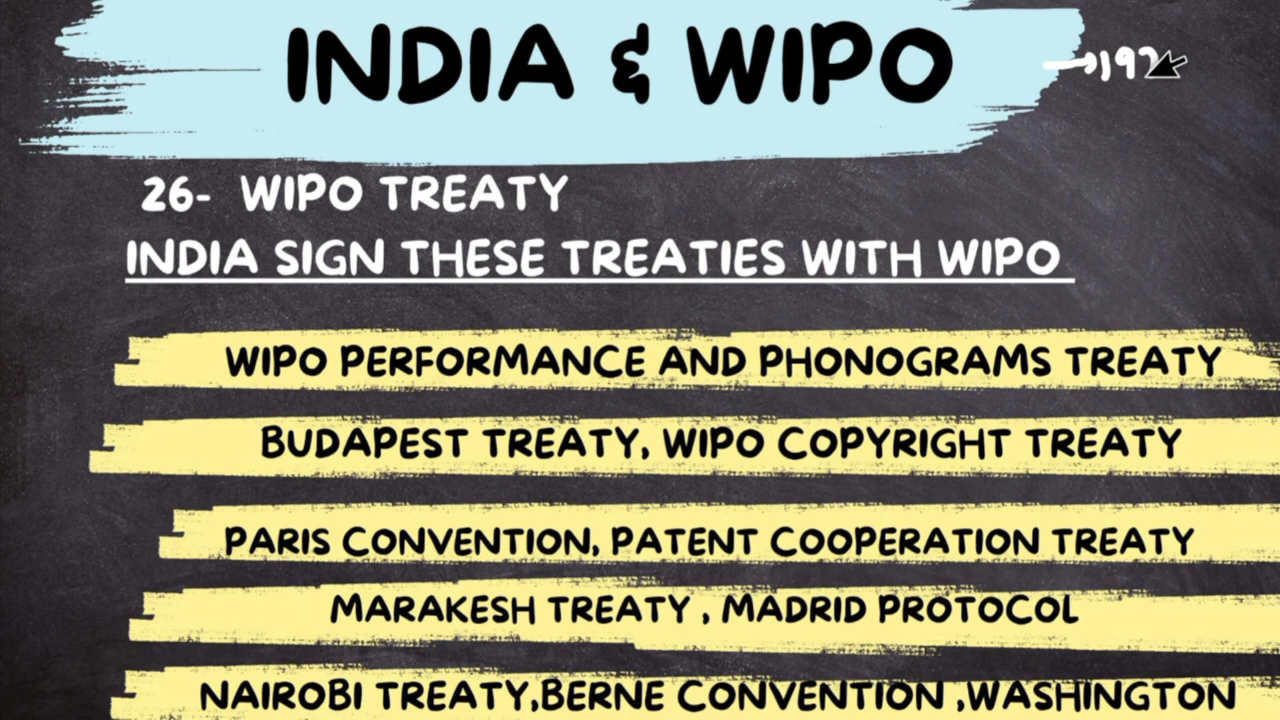 INDIA & WIPO
26- WIPO TREATY
INDIA SIGN THESE TREATIES WITH WIPO
WIPO PERFORMANCE AND PHONOGRAMS TREATY
BUDAPEST TREATY, WIPO COPYRIGHT TREATY
PARIS CONVENTION, PATENT COOPERATION TREATY
MARAKESH TREATY , MADRID PROTOCOL
NAIROBI TREATY,BERNE CONVENTION ,WASHINGTON